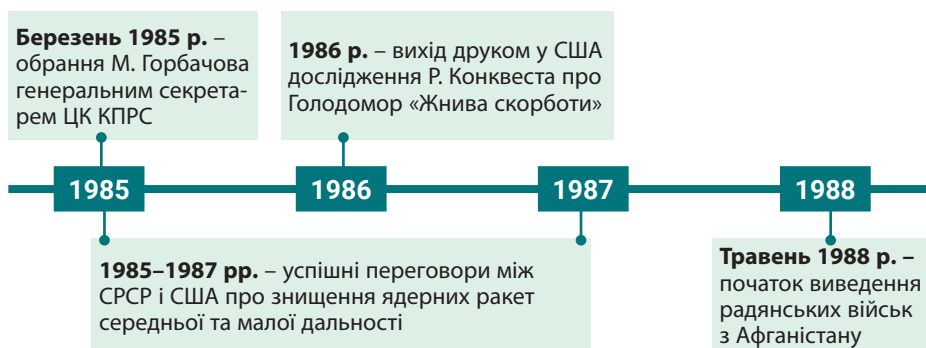 Березень 1985 р. –
обрання М. Горбачова
генеральним секрета-
рем ЦК КПРС
1986 р. – вихід друком у США
дослідження Р. Конквеста про
Голодомор «Жнива скорботи»
1985
1986
1987
1988
1985–1987 рр. – успішні переговори між
СРСР і США про знищення ядерних ракет
середньої та малої дальності
Травень 1988 р. –
початок виведення
радянських військ
з Афганістану